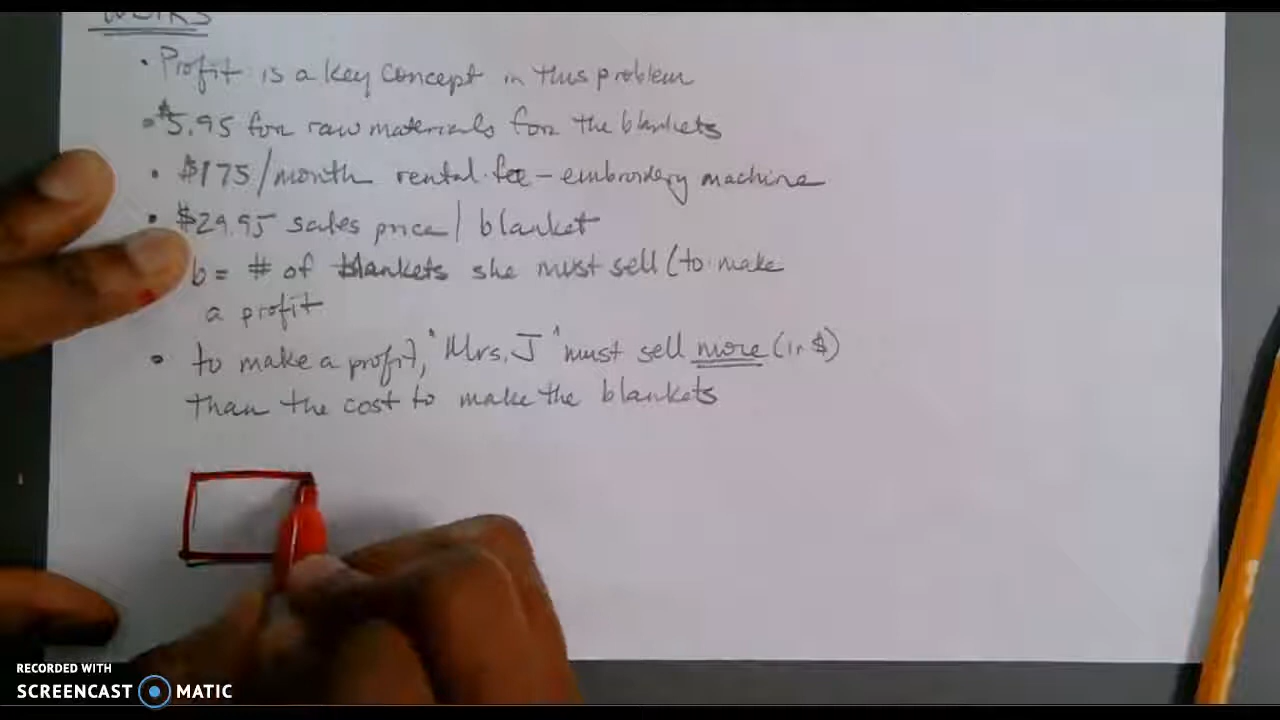 • Profit is a key concept in this problem
• $5.95 for raw materials for the blankets
• $175/month rental fee - embroidery machine
• $29.95 sales price/blanket
b = # of blankets she must sell (to make
a profit
• to make a profit, "Mrs. J" must sell more (in $)
than the cost to make the blankets
RECORDED WITH
SCREENCAST MATIC